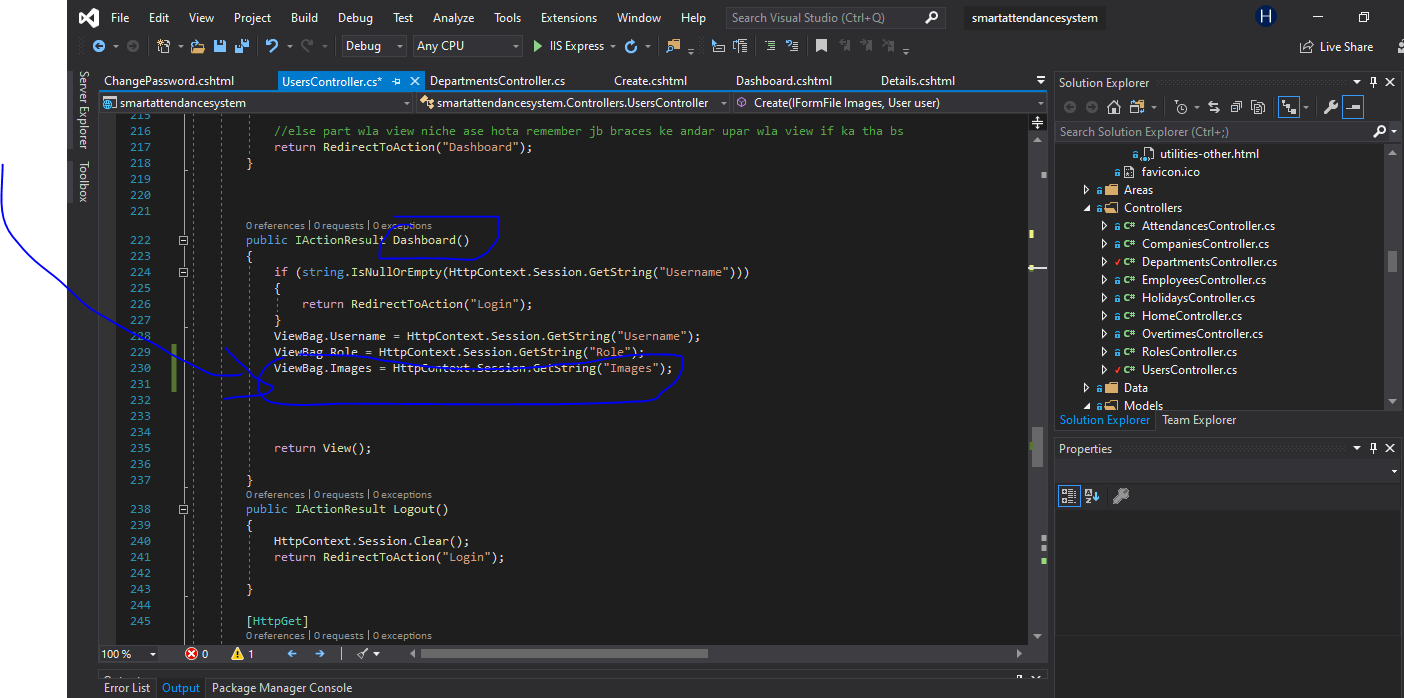 File Edit View Project Build Debug Test Analyze Tools Extensions Window Help Search Visual Studio (Ctrl+Q) smartattendancesystem H
Debug Any CPU IIS Express Live Share
Server Explorer
Toolbox
ChangePassword.cshtml UsersController.cs* DepartmentsController.cs Create.cshtml Dashboard.cshtml Details.cshtml
smartattendancesystem smartattendancesystem.Controllers.UsersController Create(IFormFile Images, User user)
215
216 //else part wla view niche ase hota remember jb braces ke andar upar wla view if ka tha bs
217 return RedirectToAction("Dashboard");
218 }
219
220
221
0 references | 0 requests | 0 exceptions
222 public IActionResult Dashboard()
223 {
224 if (string.IsNullOrEmpty(HttpContext.Session.GetString("Username")))
225 {
226 return RedirectToAction("Login");
227 }
228 ViewBag.Username = HttpContext.Session.GetString("Username");
229 ViewBag.Role = HttpContext.Session.GetString("Role");
230 ViewBag.Images = HttpContext.Session.GetString("Images");
231
232
233
234
235 return View();
236
237 }
0 references | 0 requests | 0 exceptions
238 public IActionResult Logout()
239 {
240 HttpContext.Session.Clear();
241 return RedirectToAction("Login");
242
243 }
244
245 [HttpGet]
0 references | 0 requests | 0 exceptions
100 % 0 1
Error List Output Package Manager Console
Solution Explorer
Search Solution Explorer (Ctrl+;)
utilities-other.html
favicon.ico
Areas
Controllers
C# AttendancesController.cs
C# CompaniesController.cs
C# DepartmentsController.cs
C# EmployeesController.cs
C# HolidaysController.cs
C# HomeController.cs
C# OvertimesController.cs
C# RolesController.cs
C# UsersController.cs
Data
Models
Solution Explorer Team Explorer
Properties